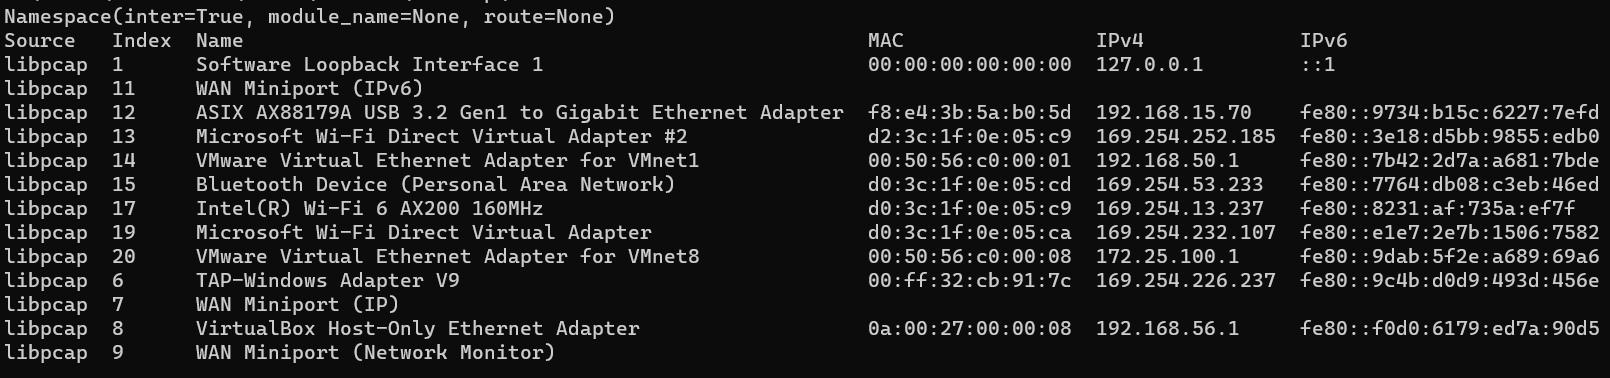 Namespace(inter=True, module_name=None, route=None)
Source  Index  Name                                                    MAC                IPv4             IPv6
libpcap  1      Software Loopback Interface 1                           00:00:00:00:00:00  127.0.0.1        ::1
libpcap  11     WAN Miniport (IPv6)
libpcap  12     ASIX AX88179A USB 3.2 Gen1 to Gigabit Ethernet Adapter  f8:e4:3b:5a:b0:5d  192.168.15.70    fe80::9734:b15c:6227:7efd
libpcap  13     Microsoft Wi-Fi Direct Virtual Adapter #2               d2:3c:1f:0e:05:c9  169.254.252.185  fe80::3e18:d5bb:9855:edb0
libpcap  14     VMware Virtual Ethernet Adapter for VMnet1              00:50:56:c0:00:01  192.168.50.1     fe80::7b42:2d7a:a681:7bde
libpcap  15     Bluetooth Device (Personal Area Network)                d0:3c:1f:0e:05:cd  169.254.53.233   fe80::7764:db08:c3eb:46ed
libpcap  17     Intel(R) Wi-Fi 6 AX200 160MHz                           d0:3c:1f:0e:05:c9  169.254.13.237   fe80::8231:af:735a:ef7f
libpcap  19     Microsoft Wi-Fi Direct Virtual Adapter                  d0:3c:1f:0e:05:ca  169.254.232.107  fe80::e1e7:2e7b:1506:7582
libpcap  20     VMware Virtual Ethernet Adapter for VMnet8              00:50:56:c0:00:08  172.25.100.1     fe80::9dab:5f2e:a689:69a6
libpcap  6      TAP-Windows Adapter V9                                  00:ff:32:cb:91:7c  169.254.226.237  fe80::9c4b:d0d9:493d:456e
libpcap  7      WAN Miniport (IP)
libpcap  8      VirtualBox Host-Only Ethernet Adapter                   0a:00:27:00:00:08  192.168.56.1     fe80::f0d0:6179:ed7a:90d5
libpcap  9      WAN Miniport (Network Monitor)